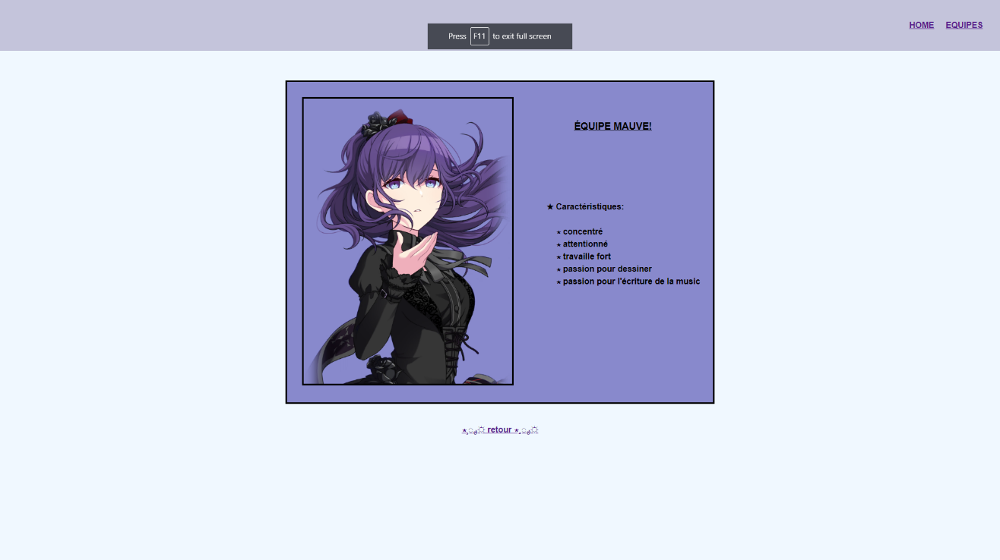 HOME EQUIPES
Press F11 to exit full screen
ÉQUIPE MAUVE!
★ Caractéristiques:
⋆ concentré
⋆ attentionné
⋆ travaille fort
⋆ passion pour dessiner
⋆ passion pour l'écriture de la music
retour